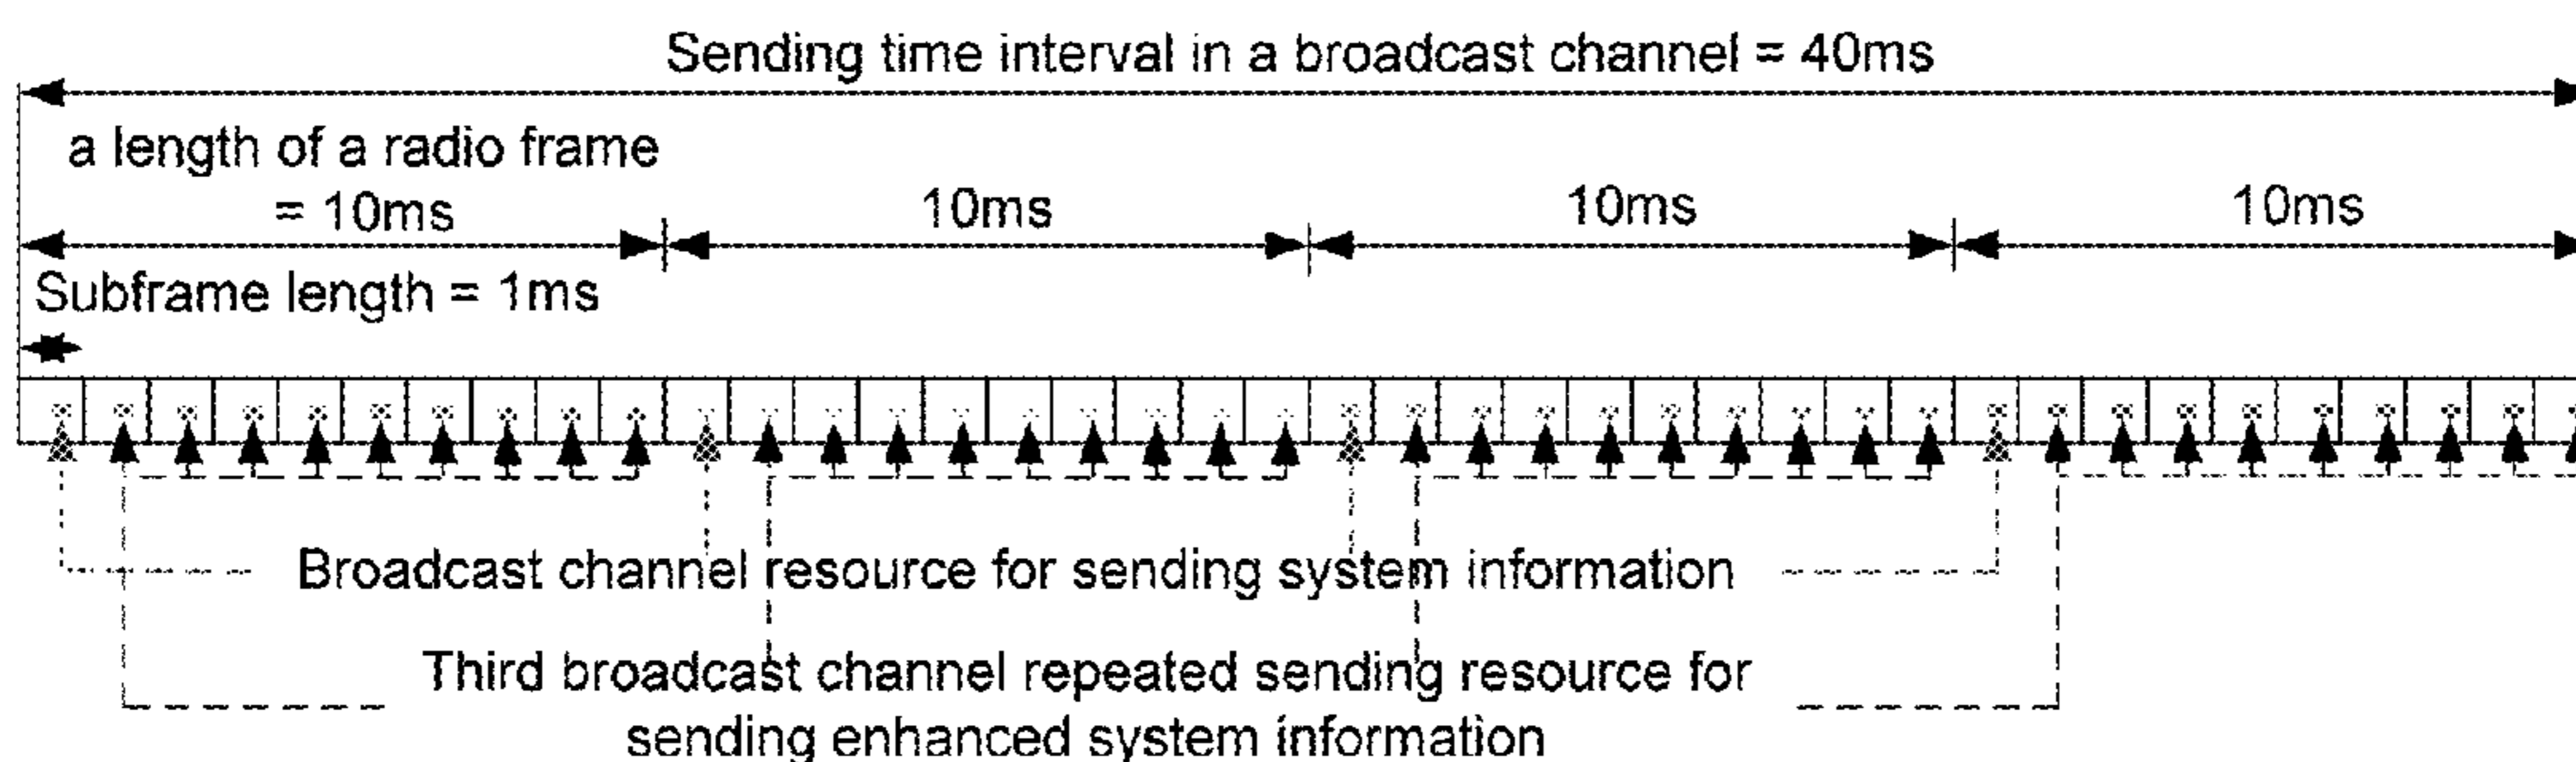 Sending time interval in a broadcast channel = 40ms
a length of a radio frame
= 10ms
10ms
10ms
10ms
Subframe length = 1ms
Broadcast channel resource for sending system information
Third broadcast channel repeated sending resource for
sending enhanced system information